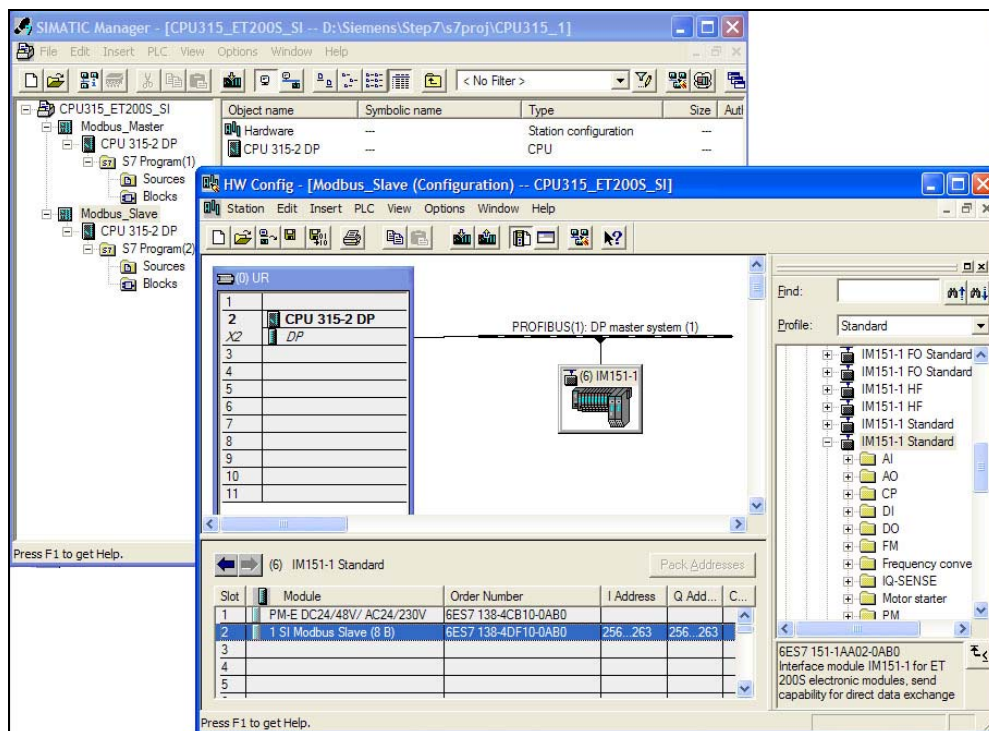 SIMATIC Manager - [CPU315_ET200S_SI -- D:\Siemens\Step7\s7proj\CPU315_1]
File Edit Insert PLC View Options Window Help
< No Filter >
CPU315_ET200S_SI
Modbus_Master
CPU 315-2 DP
S7 Program(1)
Sources
Blocks
Modbus_Slave
CPU 315-2 DP
S7 Program(2)
Sources
Blocks
Object name Symbolic name Type Size Auth
Hardware --- Station configuration ---
CPU 315-2 DP --- CPU ---
Press F1 to get Help.
HW Config - [Modbus_Slave (Configuration) -- CPU315_ET200S_SI]
Station Edit Insert PLC View Options Window Help
(0) UR
1
2 CPU 315-2 DP
X2 DP
3
4
5
6
7
8
9
10
11
PROFIBUS(1): DP master system (1)
(6) IM151-1
Find:
Profile: Standard
IM151-1 FO Standard
IM151-1 FO Standard
IM151-1 HF
IM151-1 HF
IM151-1 Standard
IM151-1 Standard
AI
AO
CP
DI
DO
FM
Frequency conve
IQ-SENSE
Motor starter
PM
6ES7 151-1AA02-0AB0
Interface module IM151-1 for ET
200S electronic modules, send
capability for direct data exchange
(6) IM151-1 Standard
Pack Addresses
Slot Module Order Number I Address Q Add... C...
1 PM-E DC24/48V/ AC24/230V 6ES7 138-4CB10-0AB0
2 1 SI Modbus Slave (8 B) 6ES7 138-4DF10-0AB0 256...263 256...263
3
4
5
Press F1 to get Help.